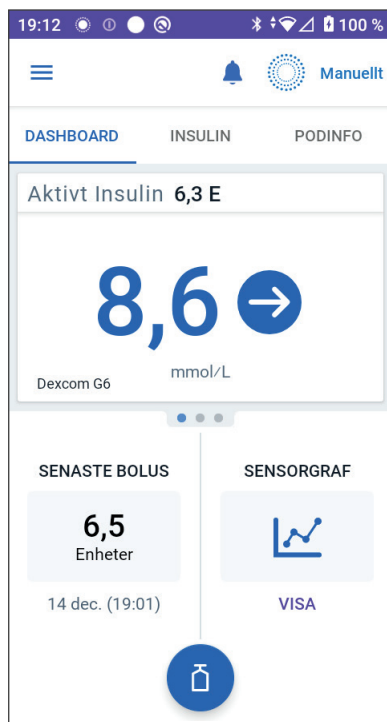 19:12 100 %
Manuellt
DASHBOARD INSULIN PODINFO
Aktivt Insulin 6,3 E
8,6
mmol/L
Dexcom G6
SENASTE BOLUS SENSORGRAF
6,5
Enheter
14 dec. (19:01) VISA